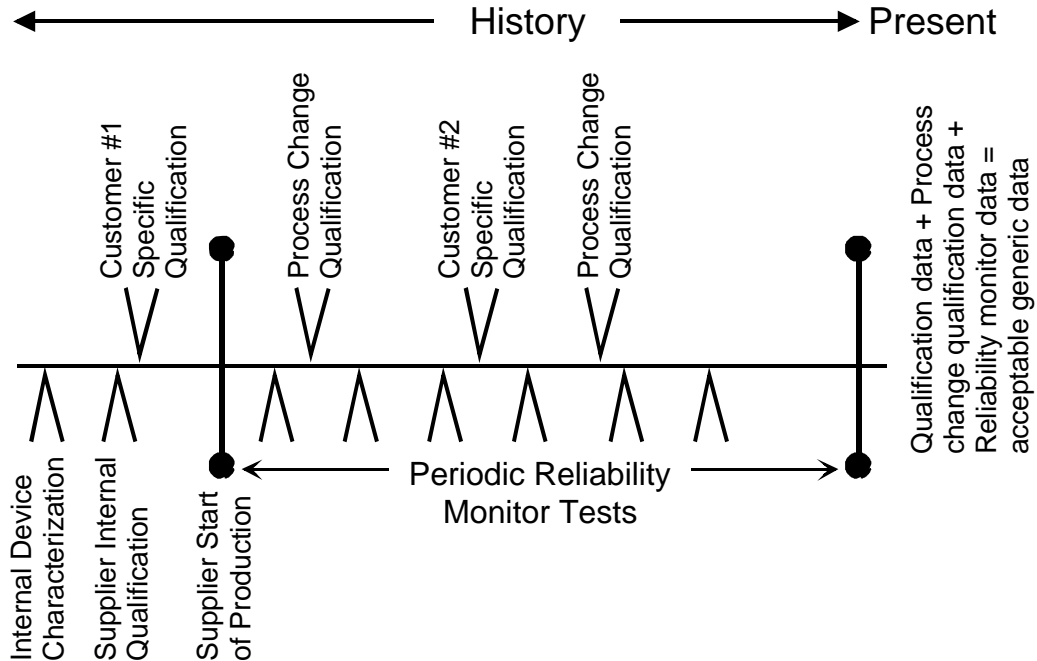 History
Present
Customer #1
Specific
Qualification
Process Change
Qualification
Customer #2
Specific
Qualification
Process Change
Qualification
Qualification data + Process
change qualification data +
Reliability monitor data =
acceptable generic data
Internal Device
Characterization
Supplier Internal
Qualification
Supplier Start
of Production
Periodic Reliability
Monitor Tests